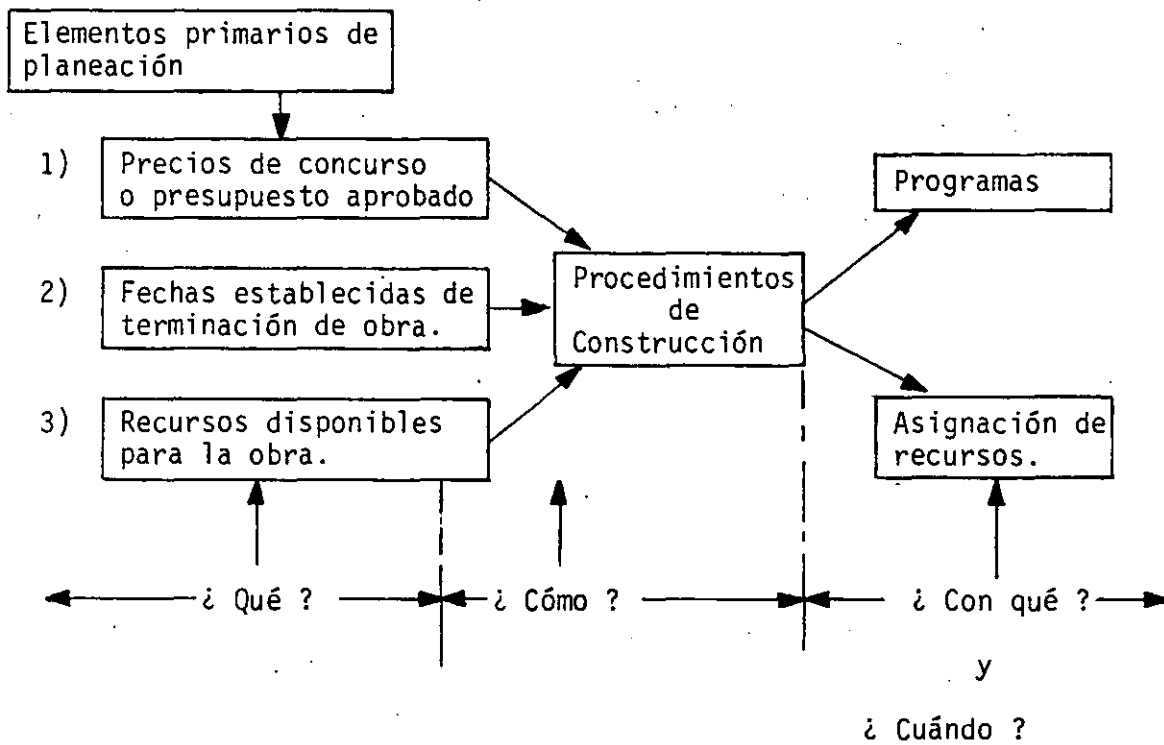 Elementos primarios de
planeación
1) Precios de concurso
o presupuesto aprobado
2) Fechas establecidas de
terminación de obra.
3) Recursos disponibles
para la obra.
Procedimientos
de
Construcción
Programas
Asignación de
recursos.
¿ Qué ?
¿ Cómo ?
¿ Con qué ?
y
¿ Cuándo ?